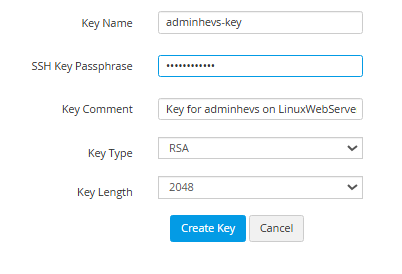 Key Name adminhevs-key
SSH Key Passphrase ••••••••••••
Key Comment Key for adminhevs on LinuxWebServe
Key Type RSA
Key Length 2048
Create Key Cancel